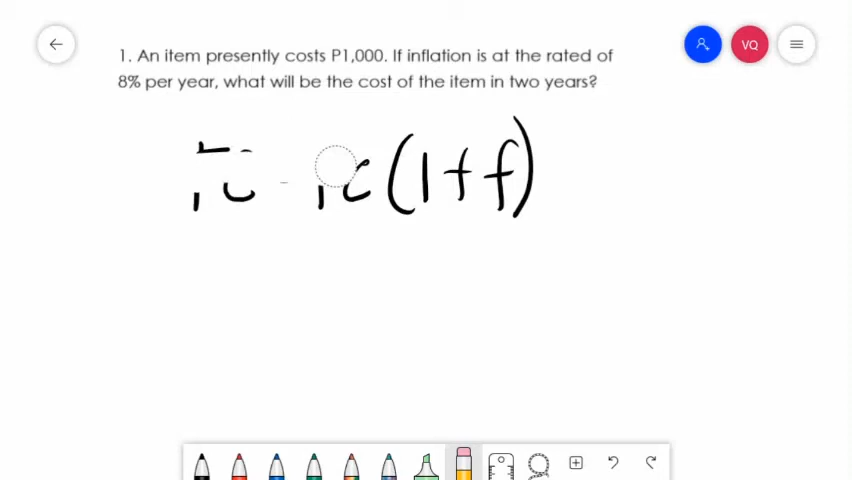 VQ
1. An item presently costs P1,000. If inflation is at the rated of
8% per year, what will be the cost of the item in two years?
(1+f)